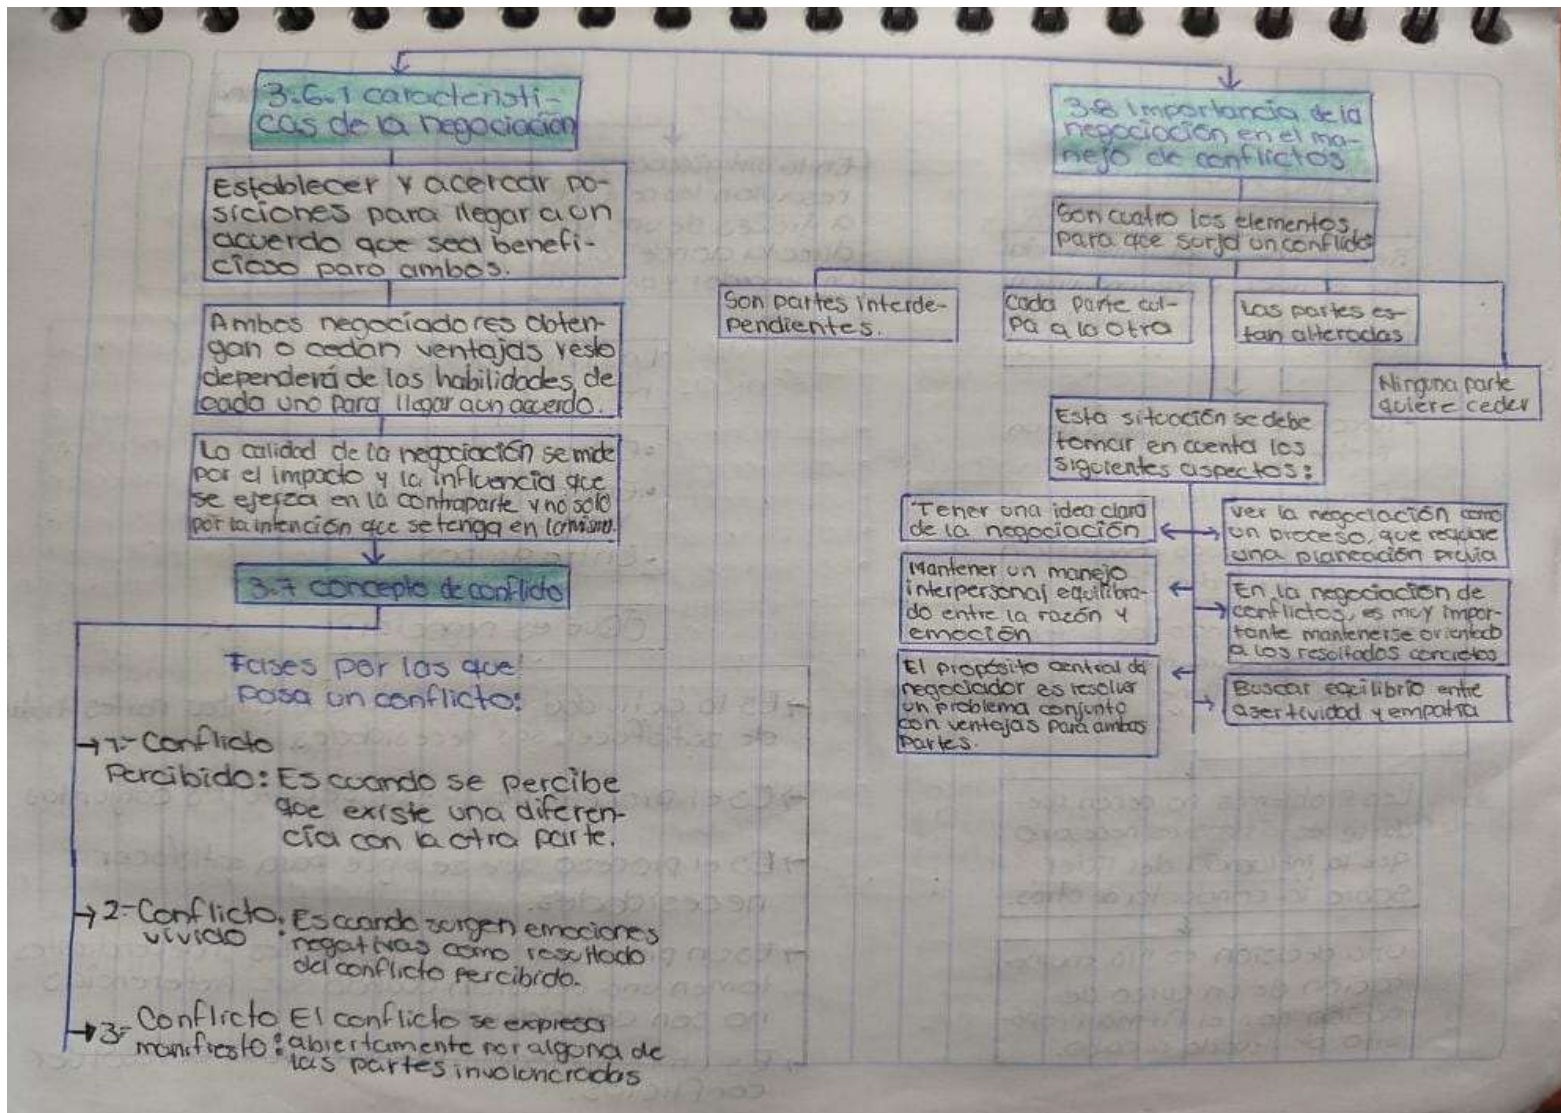 3.6.1 caracteristi-
cas de la negociación
Establecer y acercar po-
siciones para llegar a un
acuerdo que sea benefi-
cioso para ambos.
Ambos negociadores obten-
gan o cedan ventajas y esto
dependerá de las habilidades de
cada uno para llegar a un acuerdo.
La calidad de la negociación se mide
por el impacto y la influencia que
se ejerza en la contraparte y no solo
por la intención que se tenga en la misma.
3.7 concepto de conflicto
Fases por las que
pasa un conflicto:
1- Conflicto
Percibido: Es cuando se percibe
que existe una diferen-
cia con la otra parte.
2- Conflicto vivido: Es cuando surgen emociones
negativas como resultado
del conflicto percibido.
3- Conflicto manifiesto: El conflicto se expresa
abiertamente por alguna de
las partes involuncradas
3.8 Importancia de la
negociación en el ma-
nejo de conflictos
Son cuatro los elementos
para que surja un conflicto
Son partes interde-
pendientes.
Cada parte cul-
pa a la otra
Las partes es-
tan alteradas
Ninguna parte
quiere ceder
Esta situación se debe
tomar en cuenta los
siguientes aspectos:
Tener una idea clara
de la negociación
ver la negociación como
un proceso, que requiere
una planeación previa
Mantener un manejo
interpersonal equilibra-
do entre la razón y
emoción
En la negociación de
conflictos, es muy impor-
tante mantenerse orientado
a los resultados concretos
El propósito central da
negociador es resolver
un problema conjunto
con ventajas para ambas
Partes.
Buscar equilibrio entre
asertividad y empatía